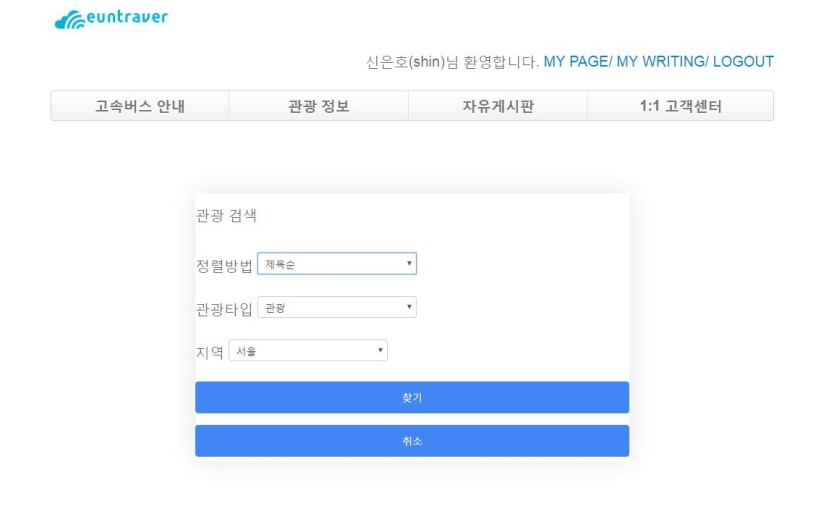 euntraver
신은호(shin)님 환영합니다. MY PAGE/ MY WRITING/ LOGOUT
고속버스 안내 관광 정보 자유게시판 1:1 고객센터
관광 검색
정렬방법 제목순
관광타입 관광
지역 서울
찾기
취소